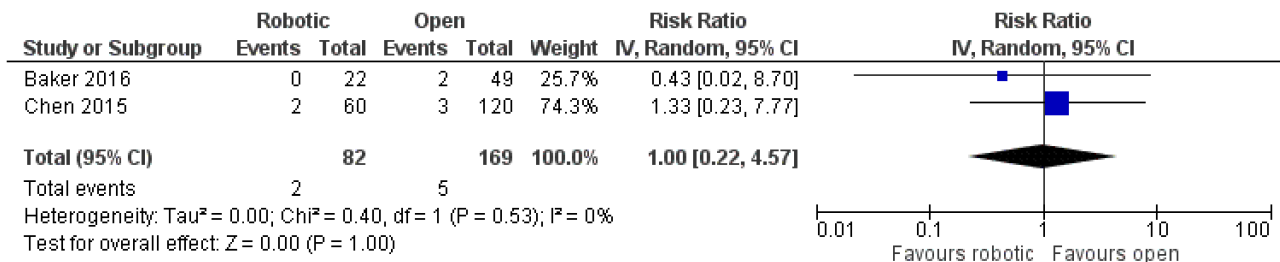 Robotic Open Risk Ratio Risk Ratio
Study or Subgroup Events Total Events Total Weight IV, Random, 95% CI IV, Random, 95% CI
Baker 2016 0 22 2 49 25.7% 0.43 [0.02, 8.70]
Chen 2015 2 60 3 120 74.3% 1.33 [0.23, 7.77]
Total (95% CI) 82 169 100.0% 1.00 [0.22, 4.57]
Total events 2 5
Heterogeneity: Tau² = 0.00; Chi² = 0.40, df = 1 (P = 0.53); I² = 0%
Test for overall effect: Z = 0.00 (P = 1.00)
0.01 0.1 1 10 100
Favours robotic Favours open